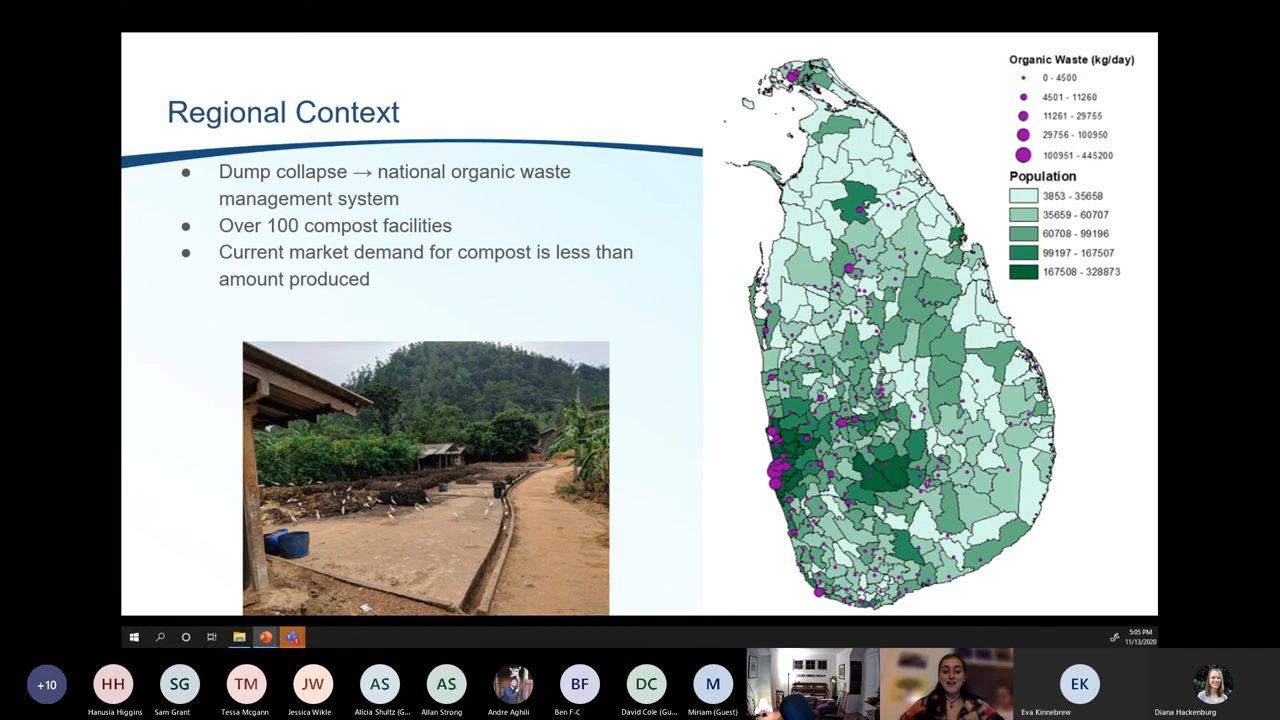 Regional Context
● Dump collapse → national organic waste
management system
● Over 100 compost facilities
● Current market demand for compost is less than
amount produced
Organic Waste (kg/day)
0 - 4500
4501 - 11260
11261 - 29755
29756 - 100950
100951 - 445200
Population
3853 - 35658
35659 - 60707
60708 - 99196
99197 - 167507
167508 - 328873
5:05 PM
11/13/2020
+10
HH
SG
TM
JW
AS
AS
BF
DC
M
EK
Hanusia Higgins
Sam Grant
Tessa Mcgann
Jessica Wikle
Alicia Shultz (G...
Allan Strong
Andre Aghili
Ben F-C
David Cole (Gu...
Miriam (Guest)
Eva Kinnebrew
Diana Hackenburg